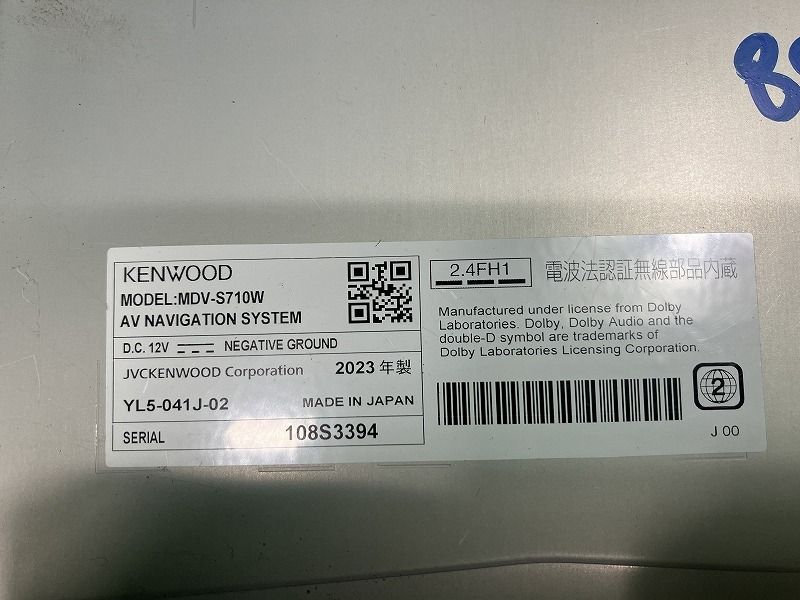 KENWOOD
MODEL:MDV-S710W
AV NAVIGATION SYSTEM
D.C. 12V NEGATIVE GROUND
JVCKENWOOD Corporation 2023 年製
YL5-041J-02 MADE IN JAPAN
SERIAL 108S3394
2.4FH1 電波法認証無線部品内蔵
Manufactured under license from Dolby
Laboratories. Dolby, Dolby Audio and the
double-D symbol are trademarks of
Dolby Laboratories Licensing Corporation.
2
J 00